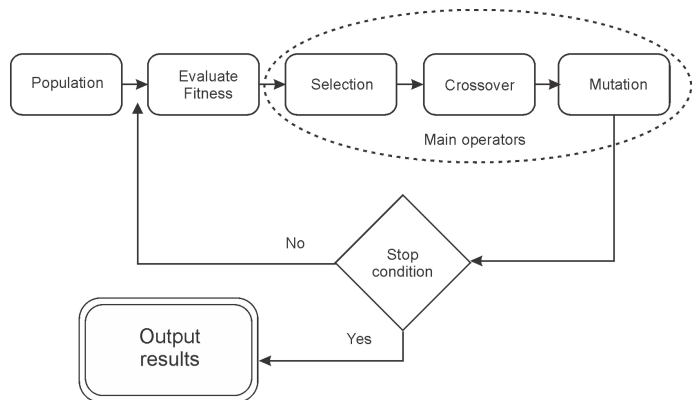 Population
Evaluate
Fitness
Selection
Crossover
Mutation
Main operators
Stop
condition
No
Yes
Output
results